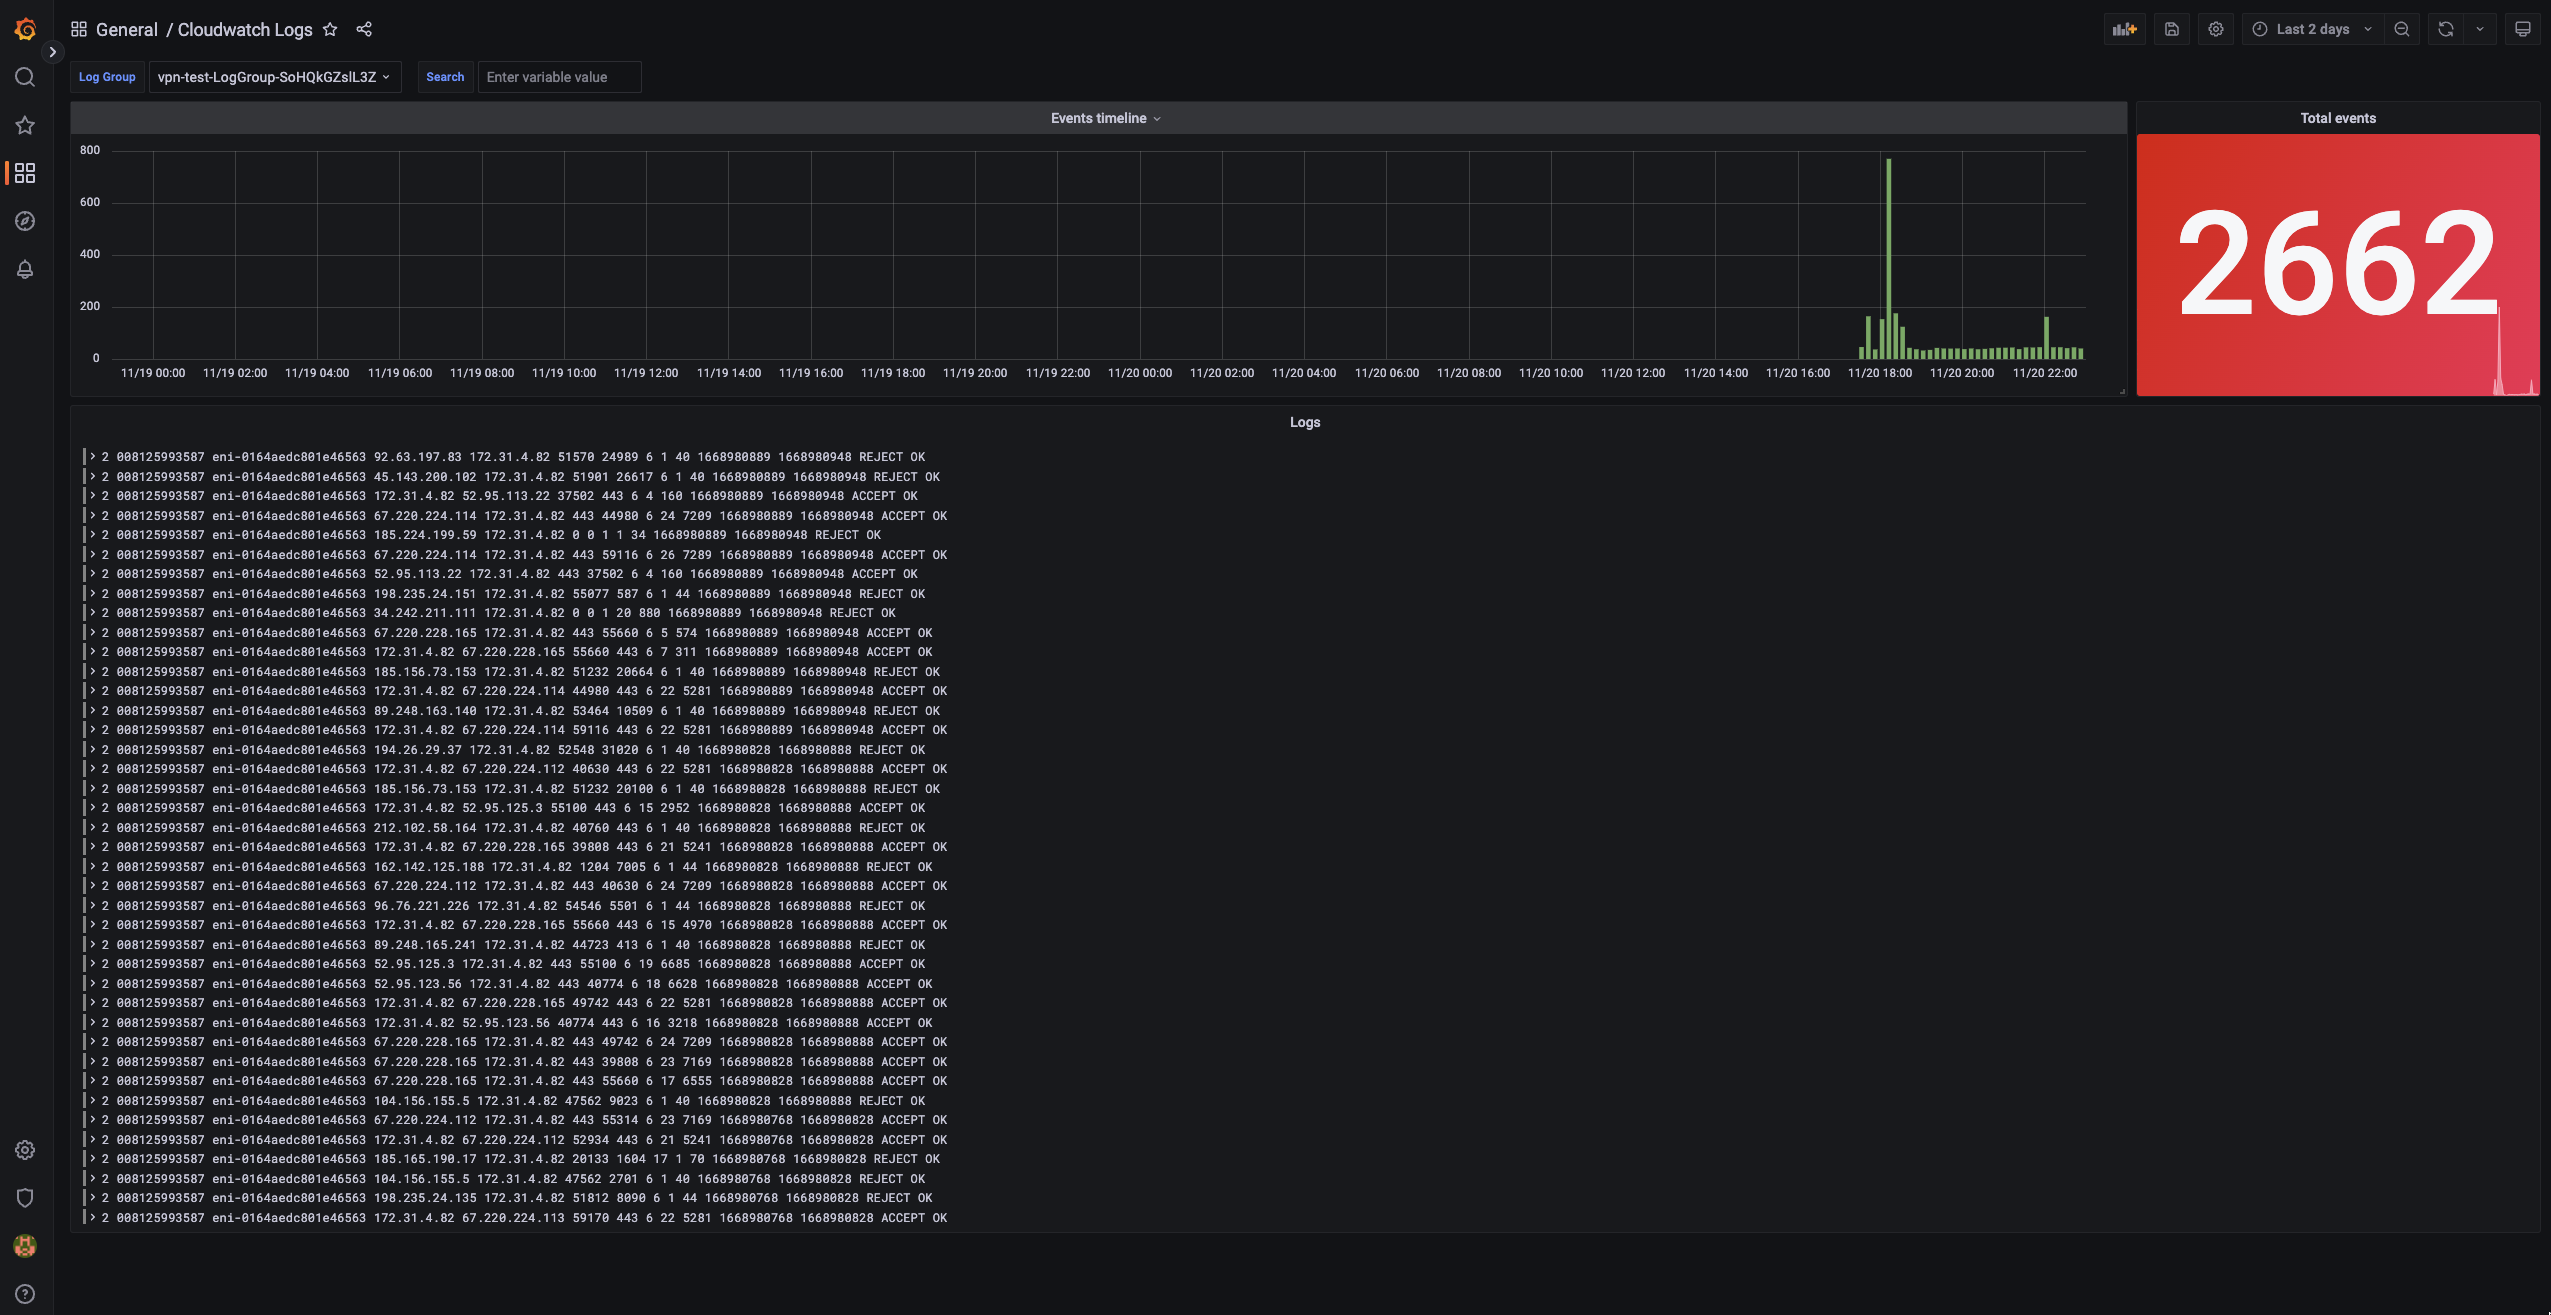 General / Cloudwatch Logs
Last 2 days
Log Group vpn-test-LogGroup-SoHQkGZslL3Z Search Enter variable value
Events timeline
Total events
800
600
400
200
0
11/19 00:00 11/19 02:00 11/19 04:00 11/19 06:00 11/19 08:00 11/19 10:00 11/19 12:00 11/19 14:00 11/19 16:00 11/19 18:00 11/19 20:00 11/19 22:00 11/20 00:00 11/20 02:00 11/20 04:00 11/20 06:00 11/20 08:00 11/20 10:00 11/20 12:00 11/20 14:00 11/20 16:00 11/20 18:00 11/20 20:00 11/20 22:00
2662
Logs
2 008125993587 eni-0164aedc801e46563 92.63.197.83 172.31.4.82 51570 24989 6 1 40 1668980889 1668980948 REJECT OK
2 008125993587 eni-0164aedc801e46563 45.143.200.102 172.31.4.82 51901 26617 6 1 40 1668980889 1668980948 REJECT OK
2 008125993587 eni-0164aedc801e46563 172.31.4.82 52.95.113.22 37502 443 6 4 160 1668980889 1668980948 ACCEPT OK
2 008125993587 eni-0164aedc801e46563 67.220.224.114 172.31.4.82 443 44980 6 24 7209 1668980889 1668980948 ACCEPT OK
2 008125993587 eni-0164aedc801e46563 185.224.199.59 172.31.4.82 0 0 1 1 34 1668980889 1668980948 REJECT OK
2 008125993587 eni-0164aedc801e46563 67.220.224.114 172.31.4.82 443 59116 6 26 7289 1668980889 1668980948 ACCEPT OK
2 008125993587 eni-0164aedc801e46563 52.95.113.22 172.31.4.82 443 37502 6 4 160 1668980889 1668980948 ACCEPT OK
2 008125993587 eni-0164aedc801e46563 198.235.24.151 172.31.4.82 55077 587 6 1 44 1668980889 1668980948 REJECT OK
2 008125993587 eni-0164aedc801e46563 34.242.211.111 172.31.4.82 0 0 1 20 880 1668980889 1668980948 REJECT OK
2 008125993587 eni-0164aedc801e46563 67.220.228.165 172.31.4.82 443 55660 6 5 574 1668980889 1668980948 ACCEPT OK
2 008125993587 eni-0164aedc801e46563 172.31.4.82 67.220.228.165 55660 443 6 7 311 1668980889 1668980948 ACCEPT OK
2 008125993587 eni-0164aedc801e46563 185.156.73.153 172.31.4.82 51232 20664 6 1 40 1668980889 1668980948 REJECT OK
2 008125993587 eni-0164aedc801e46563 172.31.4.82 67.220.224.114 44980 443 6 22 5281 1668980889 1668980948 ACCEPT OK
2 008125993587 eni-0164aedc801e46563 89.248.163.140 172.31.4.82 53464 10509 6 1 40 1668980889 1668980948 REJECT OK
2 008125993587 eni-0164aedc801e46563 172.31.4.82 67.220.224.114 59116 443 6 22 5281 1668980889 1668980948 ACCEPT OK
2 008125993587 eni-0164aedc801e46563 194.26.29.37 172.31.4.82 52548 31020 6 1 40 1668980828 1668980888 REJECT OK
2 008125993587 eni-0164aedc801e46563 172.31.4.82 67.220.224.112 40630 443 6 22 5281 1668980828 1668980888 ACCEPT OK
2 008125993587 eni-0164aedc801e46563 185.156.73.153 172.31.4.82 51232 20100 6 1 40 1668980828 1668980888 REJECT OK
2 008125993587 eni-0164aedc801e46563 172.31.4.82 52.95.125.3 55100 443 6 15 2952 1668980828 1668980888 ACCEPT OK
2 008125993587 eni-0164aedc801e46563 212.102.58.164 172.31.4.82 40760 443 6 1 40 1668980828 1668980888 REJECT OK
2 008125993587 eni-0164aedc801e46563 172.31.4.82 67.220.228.165 39808 443 6 21 5241 1668980828 1668980888 ACCEPT OK
2 008125993587 eni-0164aedc801e46563 162.142.125.188 172.31.4.82 1204 7005 6 1 44 1668980828 1668980888 REJECT OK
2 008125993587 eni-0164aedc801e46563 67.220.224.112 172.31.4.82 443 40630 6 24 7209 1668980828 1668980888 ACCEPT OK
2 008125993587 eni-0164aedc801e46563 96.76.221.226 172.31.4.82 54546 5501 6 1 44 1668980828 1668980888 REJECT OK
2 008125993587 eni-0164aedc801e46563 172.31.4.82 67.220.228.165 55660 443 6 15 4970 1668980828 1668980888 ACCEPT OK
2 008125993587 eni-0164aedc801e46563 89.248.165.241 172.31.4.82 44723 413 6 1 40 1668980828 1668980888 REJECT OK
2 008125993587 eni-0164aedc801e46563 52.95.125.3 172.31.4.82 443 55100 6 19 6685 1668980828 1668980888 ACCEPT OK
2 008125993587 eni-0164aedc801e46563 52.95.123.56 172.31.4.82 443 40774 6 18 6628 1668980828 1668980888 ACCEPT OK
2 008125993587 eni-0164aedc801e46563 172.31.4.82 67.220.228.165 49742 443 6 22 5281 1668980828 1668980888 ACCEPT OK
2 008125993587 eni-0164aedc801e46563 172.31.4.82 52.95.123.56 40774 443 6 16 3218 1668980828 1668980888 ACCEPT OK
2 008125993587 eni-0164aedc801e46563 67.220.228.165 172.31.4.82 443 49742 6 24 7209 1668980828 1668980888 ACCEPT OK
2 008125993587 eni-0164aedc801e46563 67.220.228.165 172.31.4.82 443 39808 6 23 7169 1668980828 1668980888 ACCEPT OK
2 008125993587 eni-0164aedc801e46563 67.220.228.165 172.31.4.82 443 55660 6 17 6555 1668980828 1668980888 ACCEPT OK
2 008125993587 eni-0164aedc801e46563 104.156.155.5 172.31.4.82 47562 9023 6 1 40 1668980828 1668980888 REJECT OK
2 008125993587 eni-0164aedc801e46563 67.220.224.112 172.31.4.82 443 55314 6 23 7169 1668980768 1668980828 ACCEPT OK
2 008125993587 eni-0164aedc801e46563 172.31.4.82 67.220.224.112 52934 443 6 21 5241 1668980768 1668980828 ACCEPT OK
2 008125993587 eni-0164aedc801e46563 185.165.190.17 172.31.4.82 20133 1604 17 1 70 1668980768 1668980828 REJECT OK
2 008125993587 eni-0164aedc801e46563 104.156.155.5 172.31.4.82 47562 2701 6 1 40 1668980768 1668980828 REJECT OK
2 008125993587 eni-0164aedc801e46563 198.235.24.135 172.31.4.82 51812 8090 6 1 44 1668980768 1668980828 REJECT OK
2 008125993587 eni-0164aedc801e46563 172.31.4.82 67.220.224.113 59170 443 6 22 5281 1668980768 1668980828 ACCEPT OK